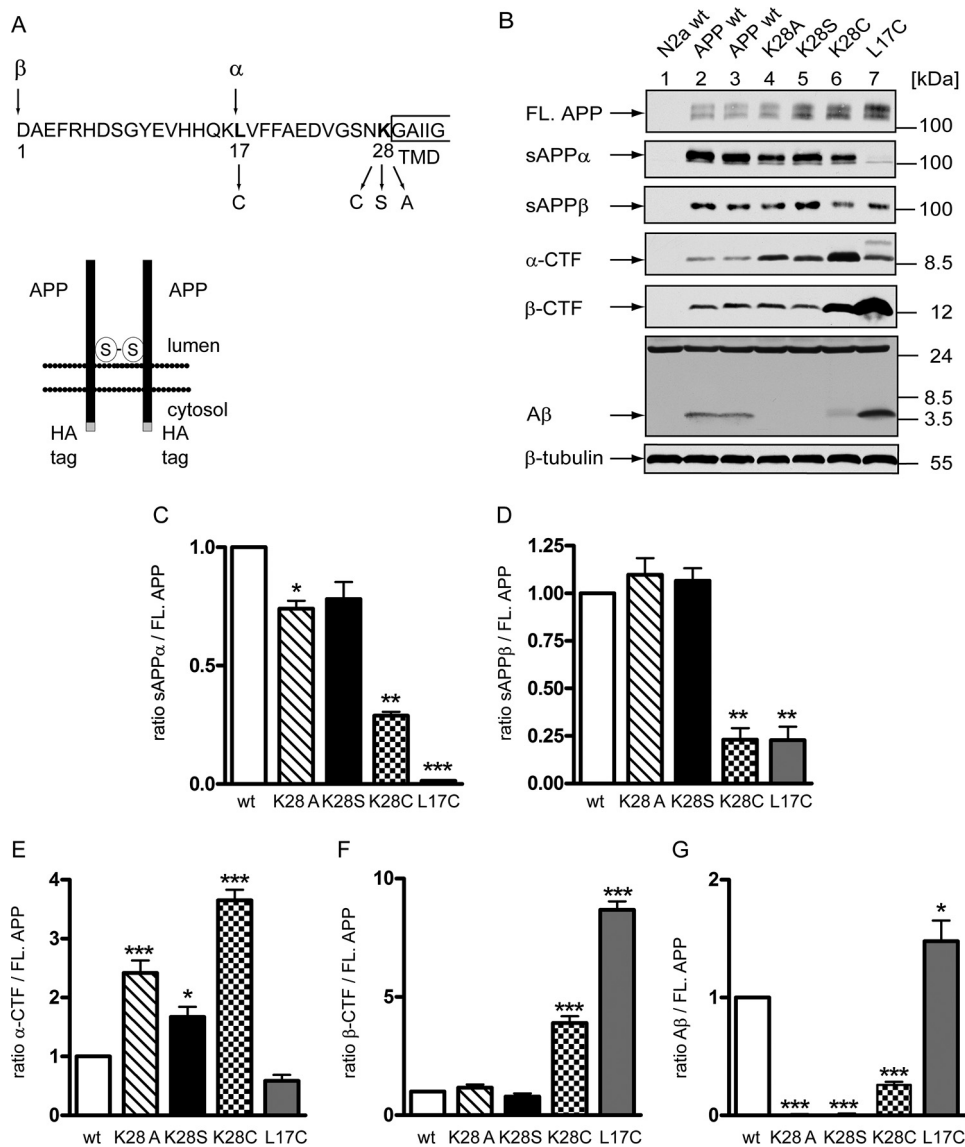 A
β
α
DAEFRHDSGYEVHHQKLVFFAEDVGSNKGAIIG
1
17
28
TMD
C
C
S
A
APP
APP
S-S
lumen
cytosol
HA tag
HA tag
B
N2a wt
APP wt
APP wt
K28A
K28S
K28C
L17C
1 2 3 4 5 6 7 [kDa]
FL. APP
100
sAPPα
100
sAPPβ
100
α-CTF
8.5
β-CTF
12
24
8.5
Aβ
3.5
β-tubulin
55
C
ratio sAPPα / FL. APP
1.0
0.5
0.0
*
**
***
wt K28 A K28S K28C L17C
D
ratio sAPPβ / FL. APP
1.25
1.00
0.75
0.50
0.25
0.00
**
**
wt K28 A K28S K28C L17C
E
ratio α-CTF / FL. APP
4
3
2
1
0
***
*
***
wt K28 A K28S K28C L17C
F
ratio β-CTF / FL. APP
10
5
0
***
***
wt K28 A K28S K28C L17C
G
ratio Aβ / FL. APP
2
1
0
***
***
***
*
wt K28 A K28S K28C L17C